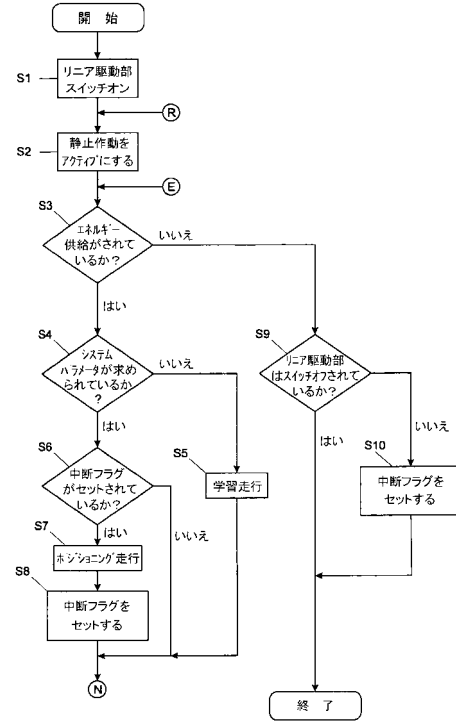 開 始
S1
リニア駆動部
スイッチオン
R
S2
静止作動を
アクティブにする
E
S3
エネルギー
供給がされて
いるか？
いいえ
はい
S4
システム
パラメータが求め
られているか
？
いいえ
はい
S9
リニア駆動部
はスイッチオフされて
いるか？
いいえ
はい
S6
中断フラグ
がセットされて
いるか？
いいえ
はい
S5
学習走行
S10
中断フラグを
セットする
S7
ポジショニング走行
S8
中断フラグを
セットする
N
終 了